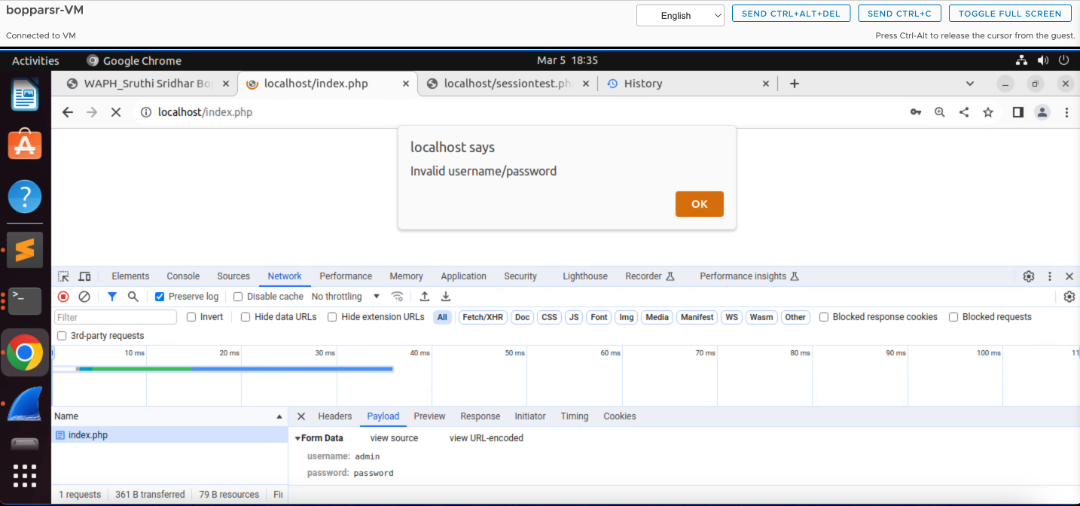 bopparsr-VM
English
SEND CTRL+ALT+DEL
SEND CTRL+C
TOGGLE FULL SCREEN
Connected to VM
Press Ctrl-Alt to release the cursor from the guest.
Activities
Google Chrome
Mar 5 18:35
WAPH_Sruthi Sridhar Bo
localhost/index.php
localhost/sessiontest.ph
History
localhost/index.php
localhost says
Invalid username/password
OK
Elements
Console
Sources
Network
Performance
Memory
Application
Security
Lighthouse
Recorder
Performance insights
Preserve log
Disable cache
No throttling
Filter
Invert
Hide data URLs
Hide extension URLs
All
Fetch/XHR
Doc
CSS
JS
Font
Img
Media
Manifest
WS
Wasm
Other
Blocked response cookies
Blocked requests
3rd-party requests
10 ms
20 ms
30 ms
40 ms
50 ms
60 ms
70 ms
80 ms
90 ms
100 ms
11
Name
Headers
Payload
Preview
Response
Initiator
Timing
Cookies
index.php
Form Data
view source
view URL-encoded
username: admin
password: password
1 requests
361 B transferred
79 B resources